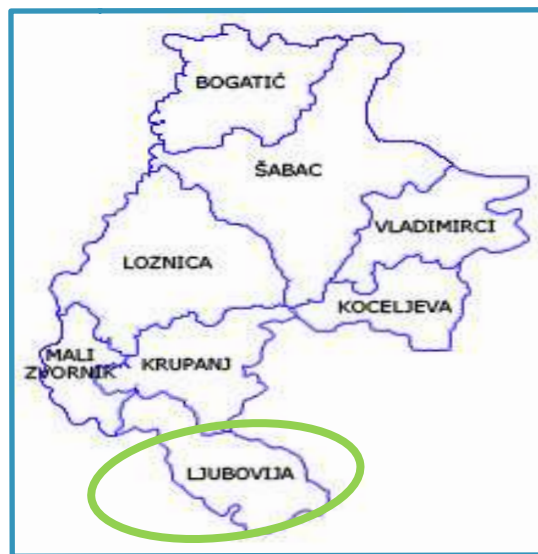 BOGATIĆ
ŠABAC
VLADIMIRCI
LOZNICA
KOCELJEVA
MALI
ZVORNIK
KRUPANJ
LJUBOVIJA